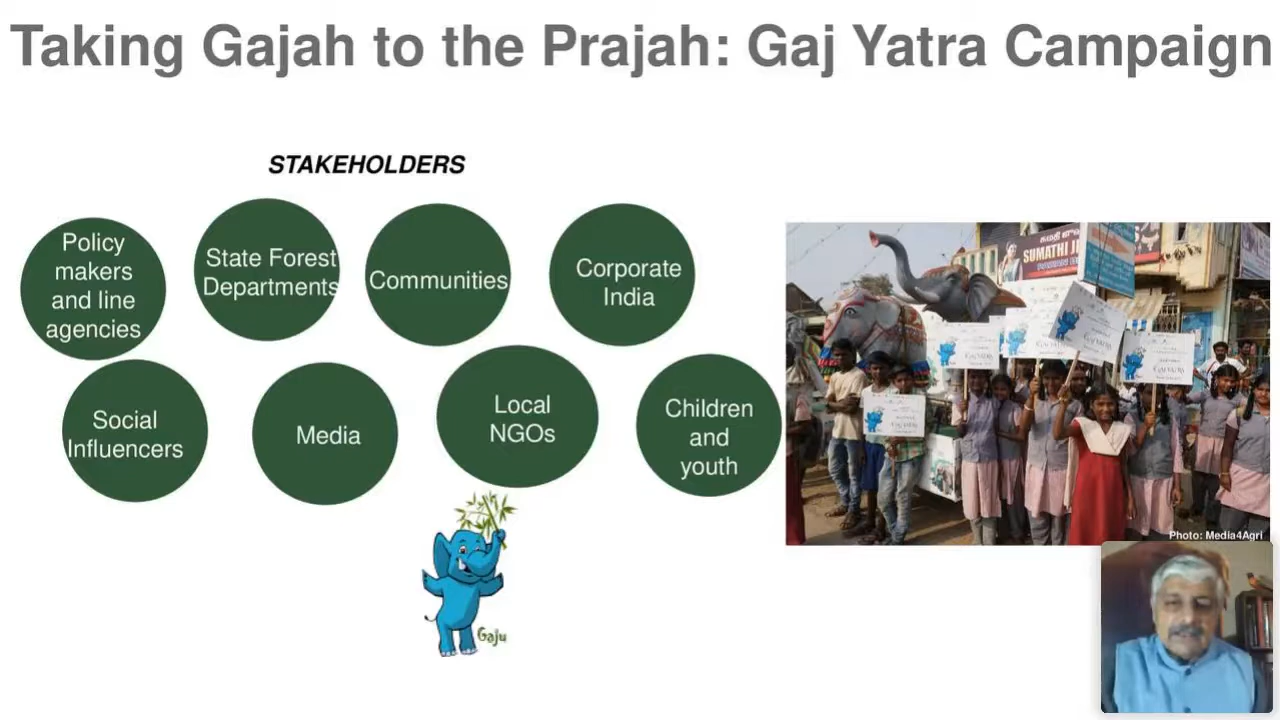 Taking Gajah to the Prajah: Gaj Yatra Campaign
STAKEHOLDERS
Policy
makers
and line
agencies
State Forest
Departments
Communities
Corporate
India
Social
Influencers
Media
Local
NGOs
Children
and
youth
Gaju
SUMATHI
Photo: Media4Agri